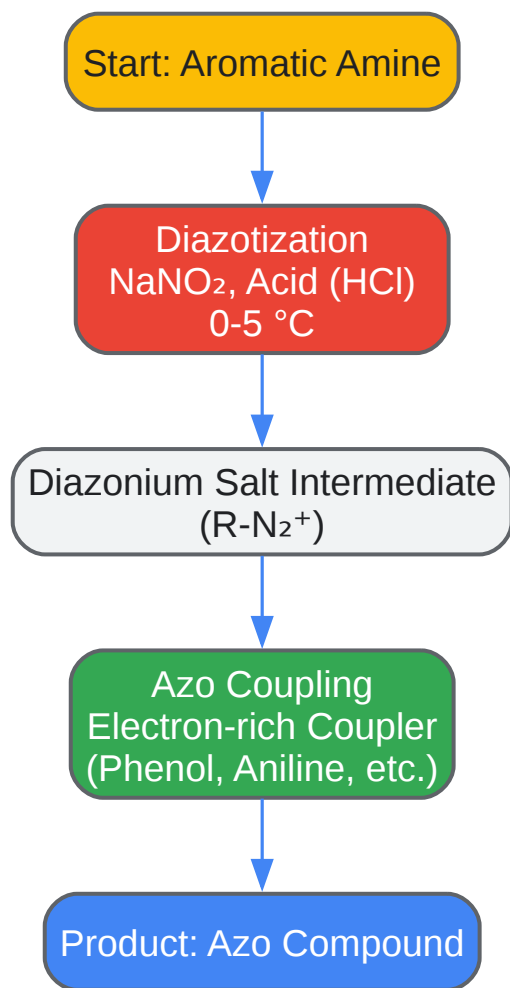 Start: Aromatic Amine
Diazotization
NaNO₂, Acid (HCl)
0-5 °C
Diazonium Salt Intermediate
(R-N₂⁺)
Azo Coupling
Electron-rich Coupler
(Phenol, Aniline, etc.)
Product: Azo Compound